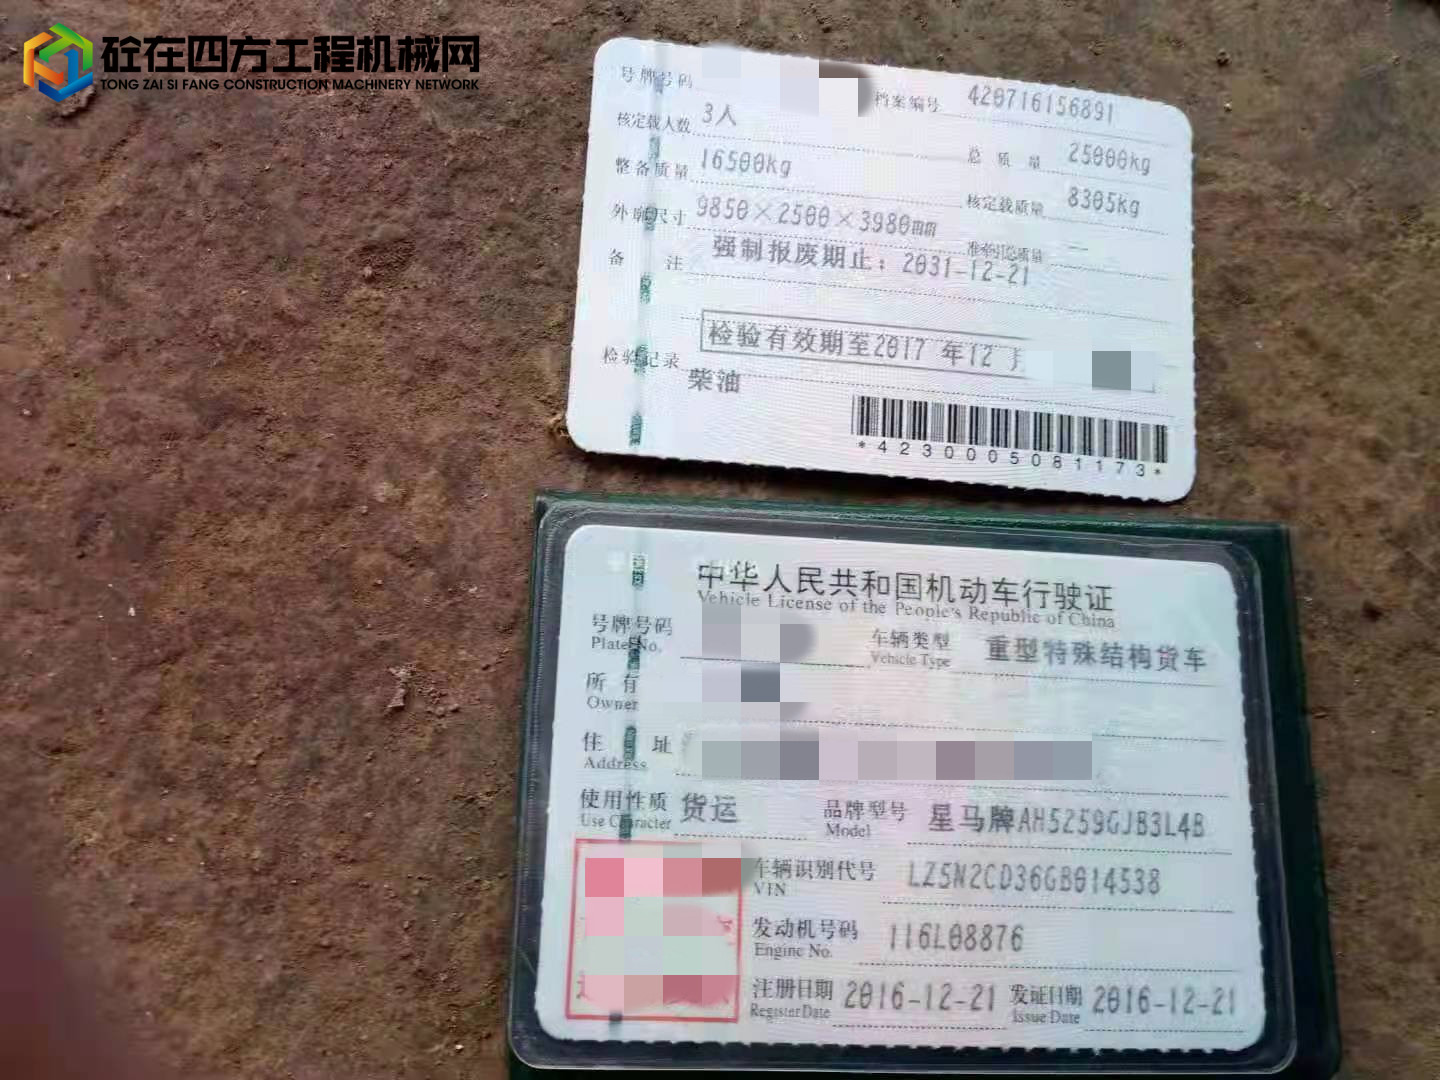 砼在四方工程机械网
TONG ZAI SI FANG CONSTRUCTION MACHINERY NETWORK
号牌号码 档案编号 420716156891
核定载人数 3人 总质量 25000kg
整备质量 16500kg 核定载质量 8305kg
外廓尺寸 9850×2500×3980mm 准牵引总质量 —
备注 强制报废期止：2031-12-21
检验记录 检验有效期至2017年12月
柴油
*4230005081173*
中华人民共和国机动车行驶证
Vehicle License of the People's Republic of China
号牌号码 车辆类型 重型特殊结构货车
Plate No. Vehicle Type
所有
Owner
住址
Address
使用性质 货运 品牌型号 星马牌AH5259GJB3L4B
Use Character Model
车辆识别代号 LZ5N2CD36GB014538
VIN
发动机号码 116L08876
Engine No.
注册日期 2016-12-21 发证日期 2016-12-21
Register Date Issue Date